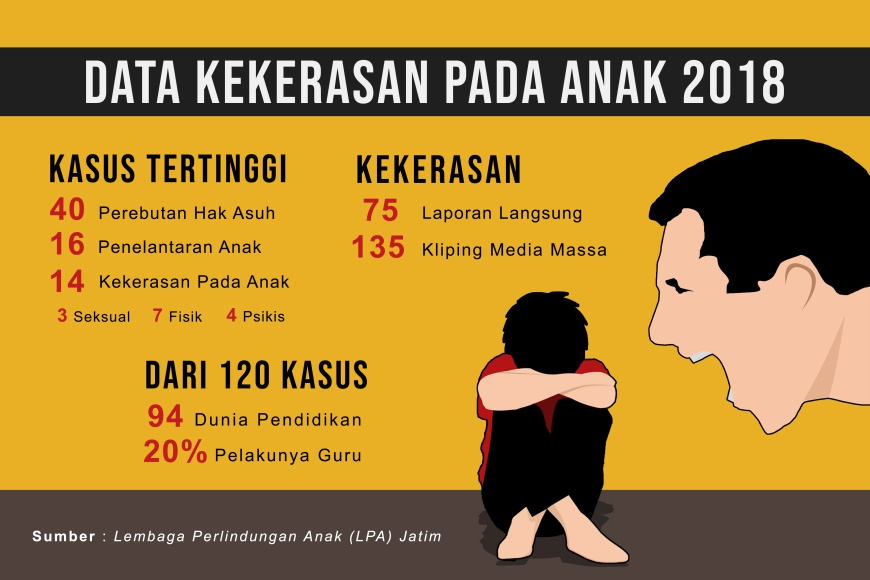 DATA KEKERASAN PADA ANAK 2018
KASUS TERTINGGI
40 Perebutan Hak Asuh
16 Penelantaran Anak
14 Kekerasan Pada Anak
3 Seksual 7 Fisik 4 Psikis
KEKERASAN
75 Laporan Langsung
135 Kliping Media Massa
DARI 120 KASUS
94 Dunia Pendidikan
20% Pelakunya Guru
Sumber : Lembaga Perlindungan Anak (LPA) Jatim